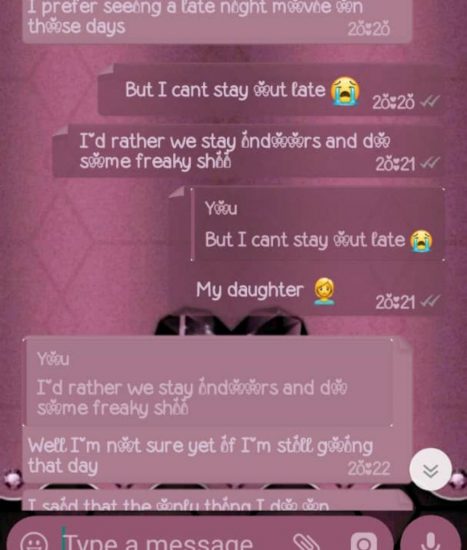 I prefer seeing a late night movie on
those days
20:20
But I cant stay out late 😭
20:20
I'd rather we stay indoors and do
some freaky shii
20:21
You
But I cant stay out late 😭
My daughter 🤦‍♀️
20:21
You
I'd rather we stay indoors and do
some freaky shii
Well I'm not sure yet if I'm still going
that day
20:22
I said that the only thing I do on
Type a message